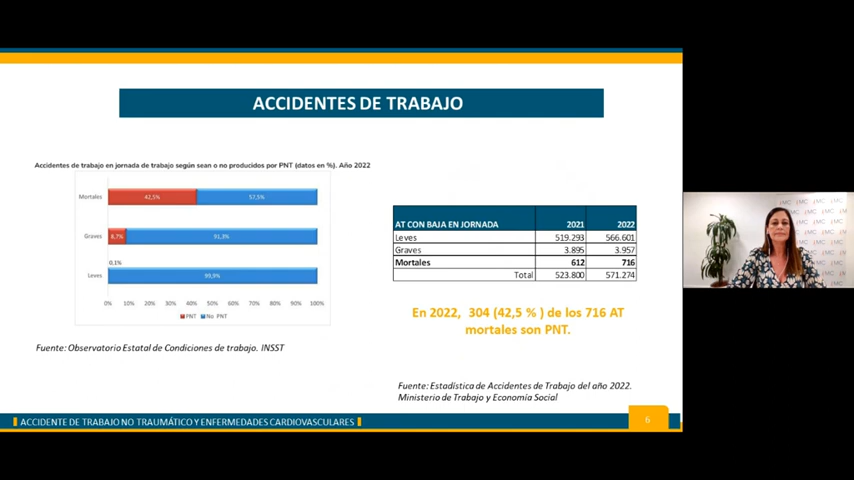 ACCIDENTES DE TRABAJO
Accidentes de trabajo en jornada de trabajo según sean o no producidos por PNT (datos en %). Año 2022
Mortales 42,5% 57,5%
Graves 8,7% 91,3%
0,1%
Leves 99,9%
0% 10% 20% 30% 40% 50% 60% 70% 80% 90% 100%
PNT No PNT
Fuente: Observatorio Estatal de Condiciones de trabajo. INSST
AT CON BAJA EN JORNADA 2021 2022
Leves 519.293 566.601
Graves 3.895 3.957
Mortales 612 716
Total 523.800 571.274
En 2022, 304 (42,5 % ) de los 716 AT
mortales son PNT.
Fuente: Estadística de Accidentes de Trabajo del año 2022.
Ministerio de Trabajo y Economía Social
ACCIDENTE DE TRABAJO NO TRAUMÁTICO Y ENFERMEDADES CARDIOVASCULARES
6